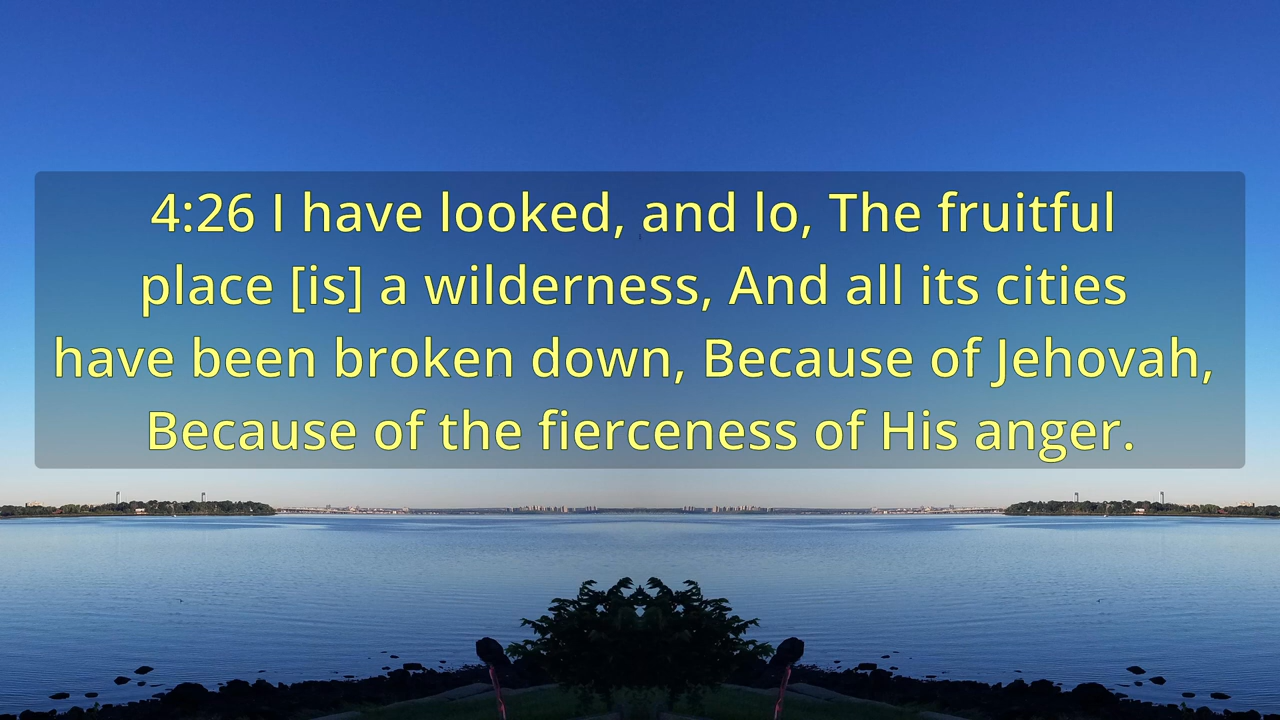 4:26 I have looked, and lo, The fruitful
place [is] a wilderness, And all its cities
have been broken down, Because of Jehovah,
Because of the fierceness of His anger.